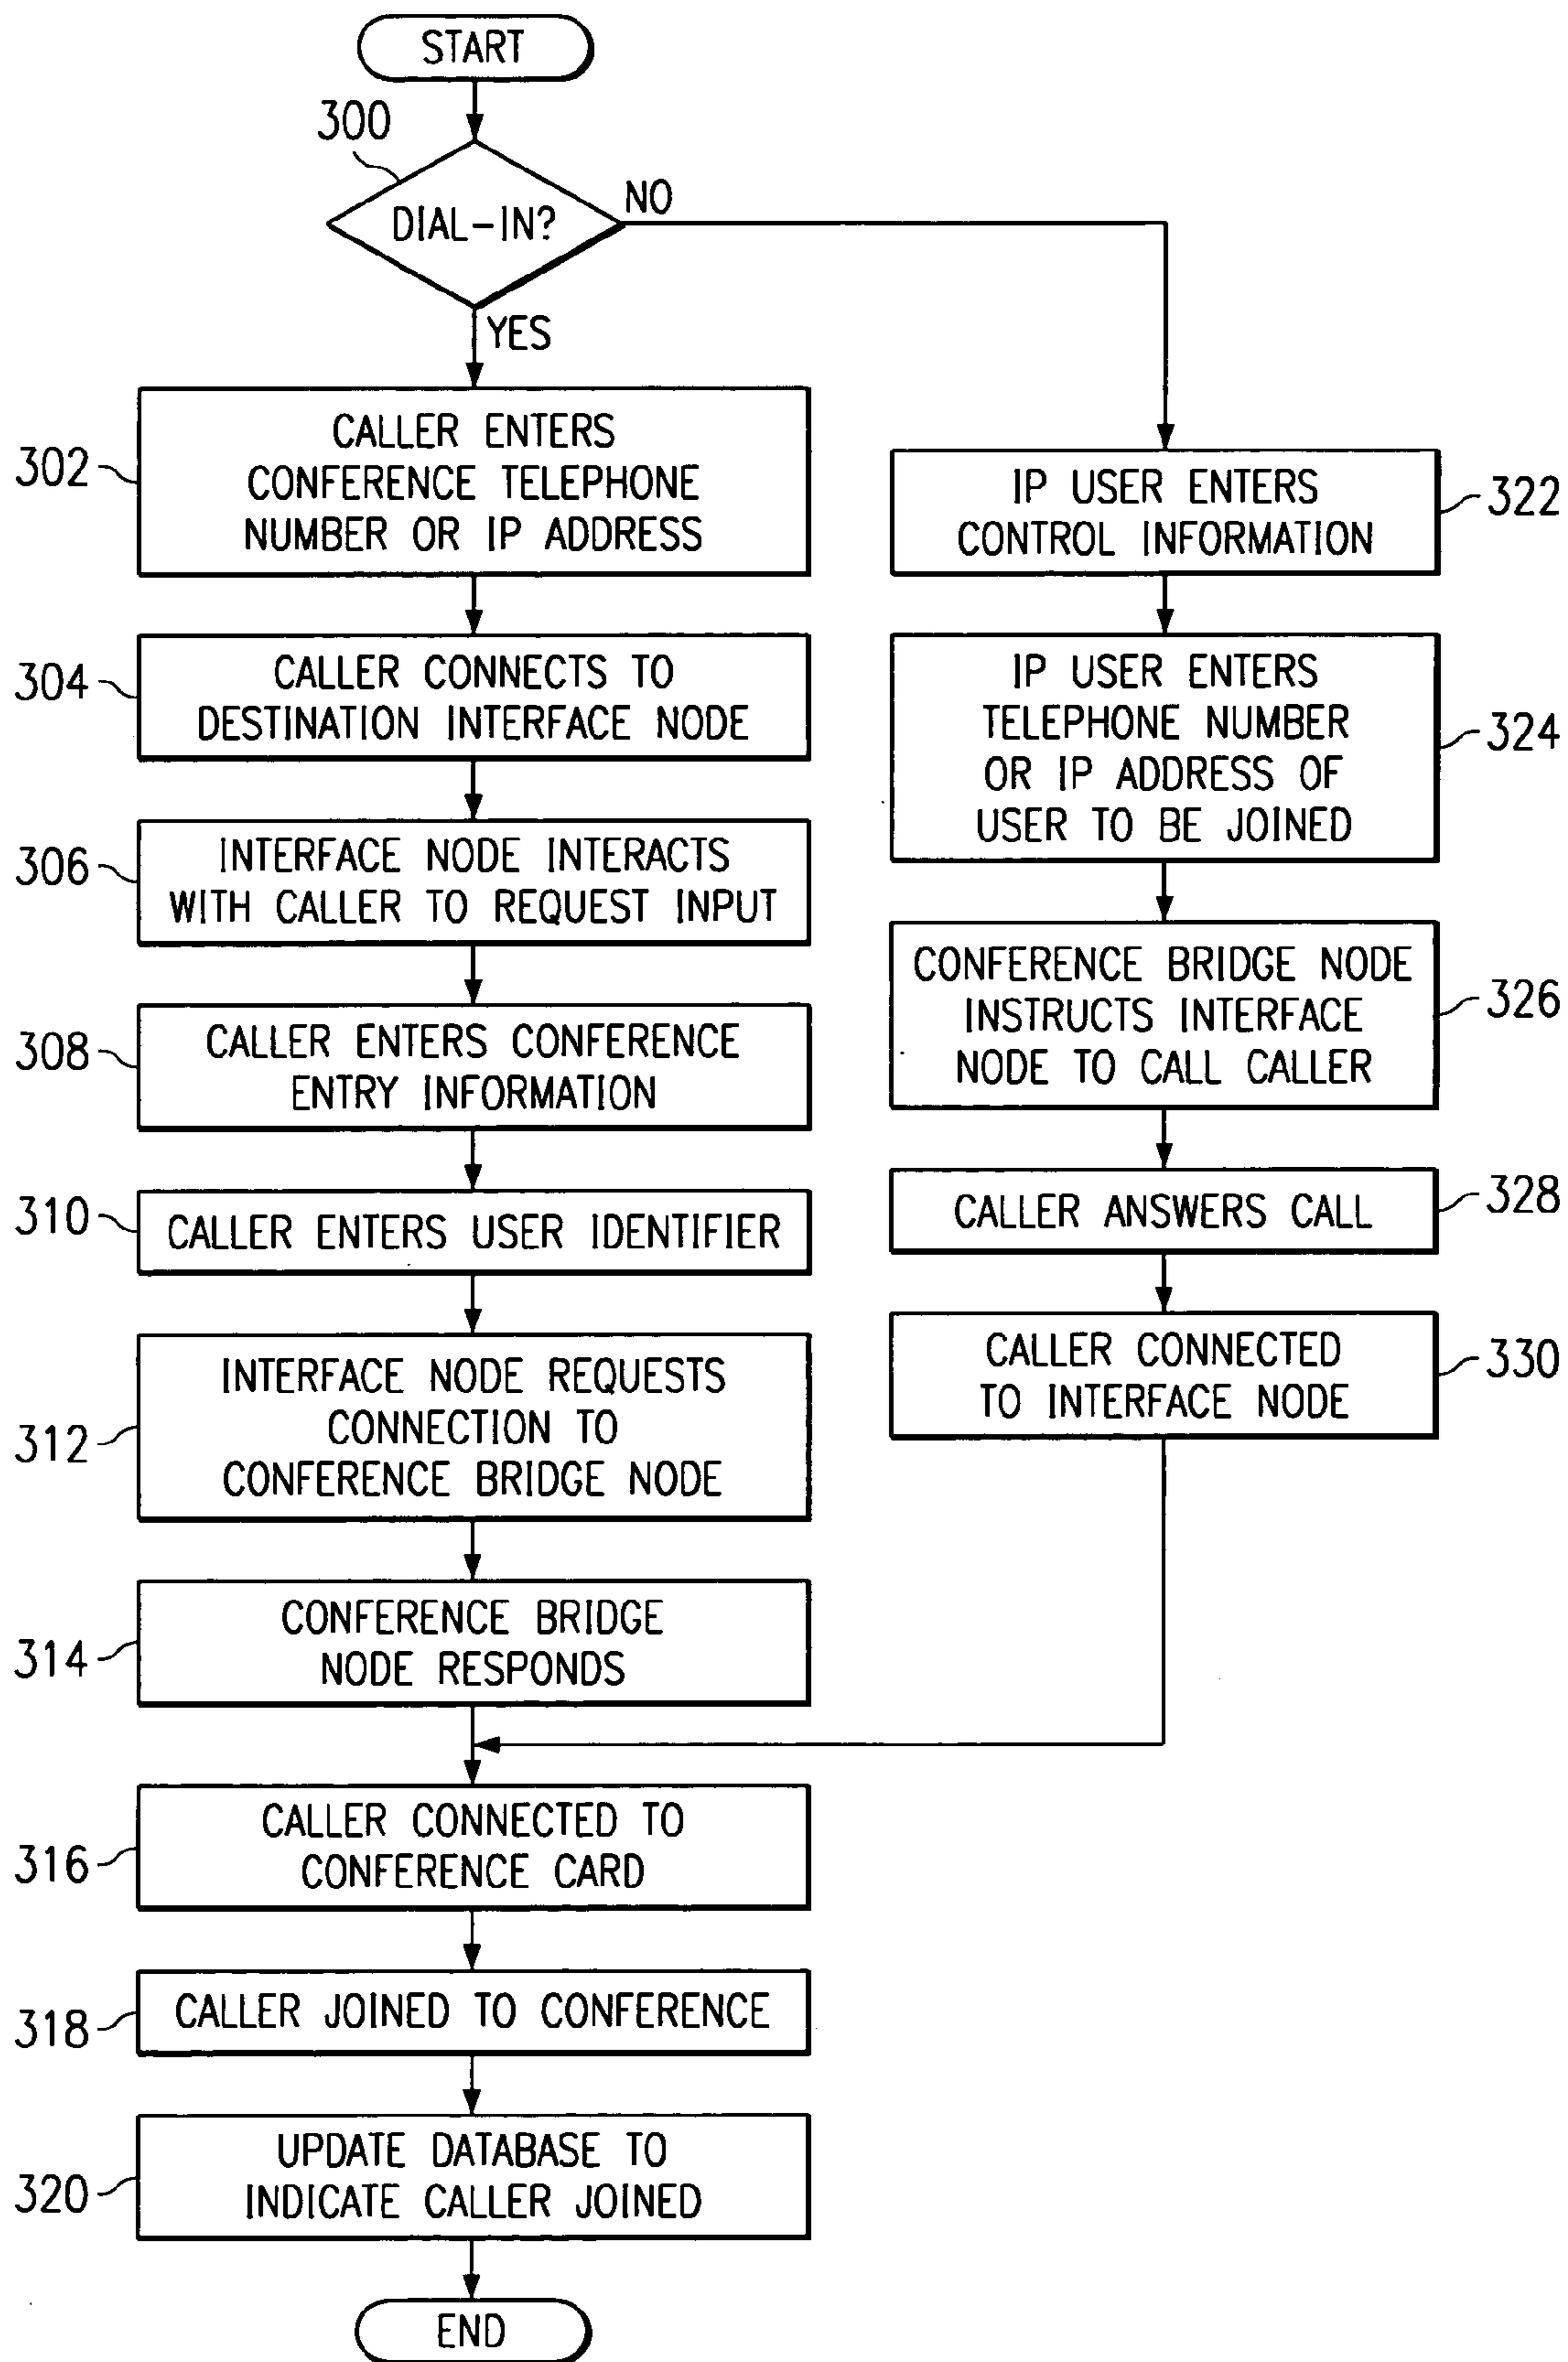 START
300
DIAL-IN?
NO
YES
302
CALLER ENTERS
CONFERENCE TELEPHONE
NUMBER OR IP ADDRESS
304
CALLER CONNECTS TO
DESTINATION INTERFACE NODE
306
INTERFACE NODE INTERACTS
WITH CALLER TO REQUEST INPUT
308
CALLER ENTERS CONFERENCE
ENTRY INFORMATION
310
CALLER ENTERS USER IDENTIFIER
312
INTERFACE NODE REQUESTS
CONNECTION TO
CONFERENCE BRIDGE NODE
314
CONFERENCE BRIDGE
NODE RESPONDS
IP USER ENTERS
CONTROL INFORMATION
322
IP USER ENTERS
TELEPHONE NUMBER
OR IP ADDRESS OF
USER TO BE JOINED
324
CONFERENCE BRIDGE NODE
INSTRUCTS INTERFACE
NODE TO CALL CALLER
326
CALLER ANSWERS CALL
328
CALLER CONNECTED
TO INTERFACE NODE
330
316
CALLER CONNECTED TO
CONFERENCE CARD
318
CALLER JOINED TO CONFERENCE
320
UPDATE DATABASE TO
INDICATE CALLER JOINED
END